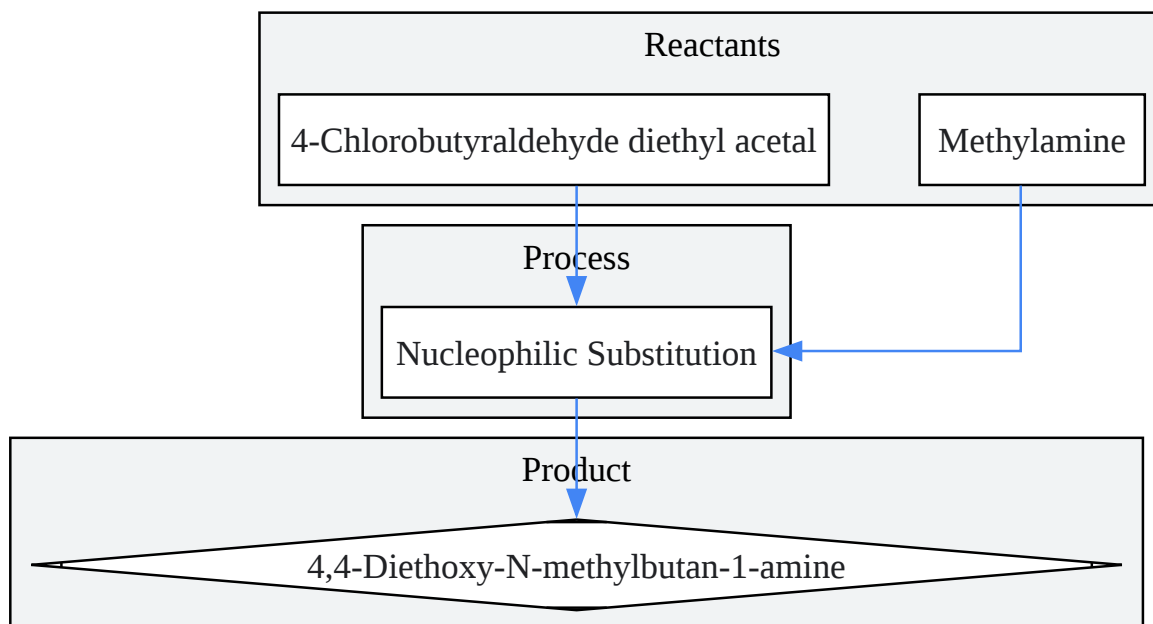 Reactants
4-Chlorobutyraldehyde diethyl acetal
Methylamine
Process
Nucleophilic Substitution
Product
4,4-Diethoxy-N-methylbutan-1-amine